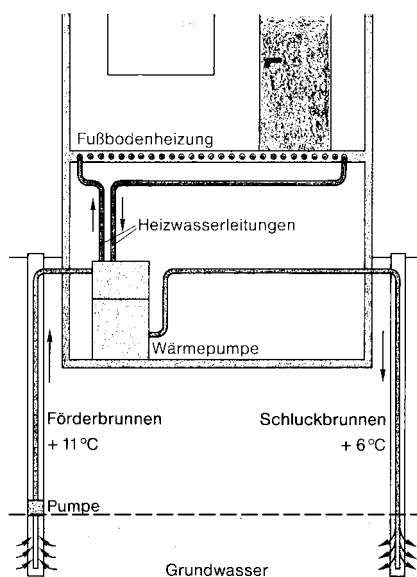 Fußbodenheizung
Heizwasserleitungen
Wärmepumpe
Förderbrunnen
+ 11 °C
Schluckbrunnen
+ 6 °C
Pumpe
Grundwasser